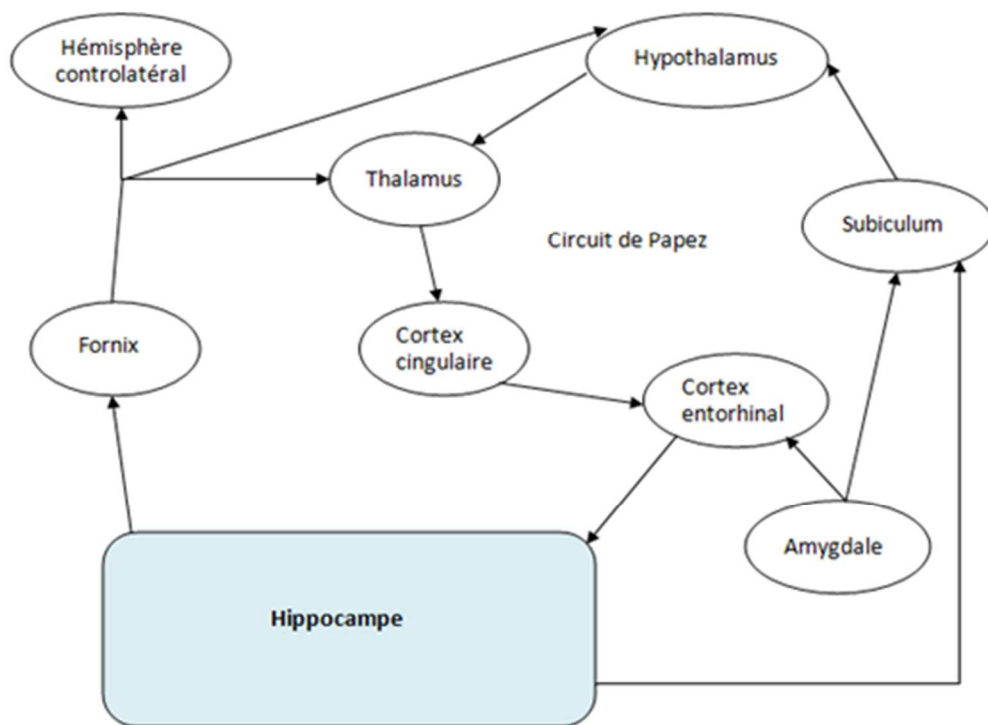 Hémisphère
controlatéral
Hypothalamus
Thalamus
Subiculum
Circuit de Papez
Fornix
Cortex
cingulaire
Cortex
entorhinal
Amygdale
Hippocampe